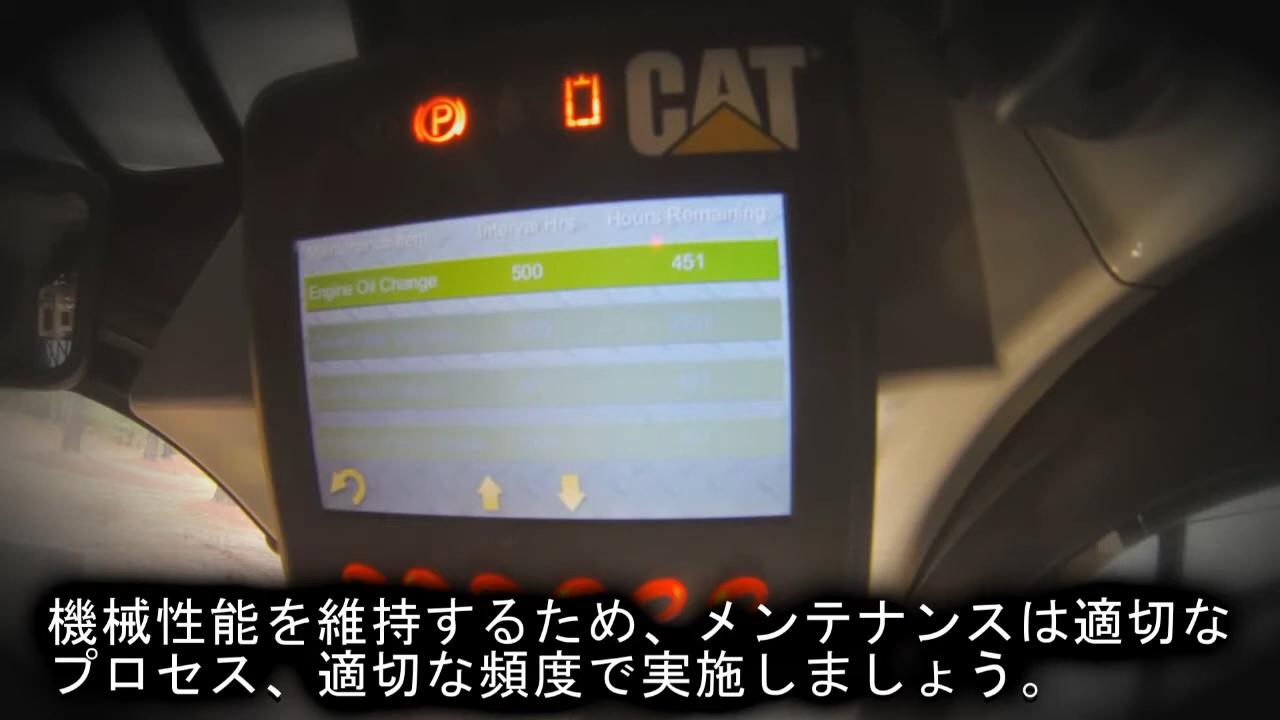 P
CAT
Maintenance Item Interval Hrs Hours Remaining
Engine Oil Change 500 451
機械性能を維持するため、メンテナンスは適切な
プロセス、適切な頻度で実施しましょう。